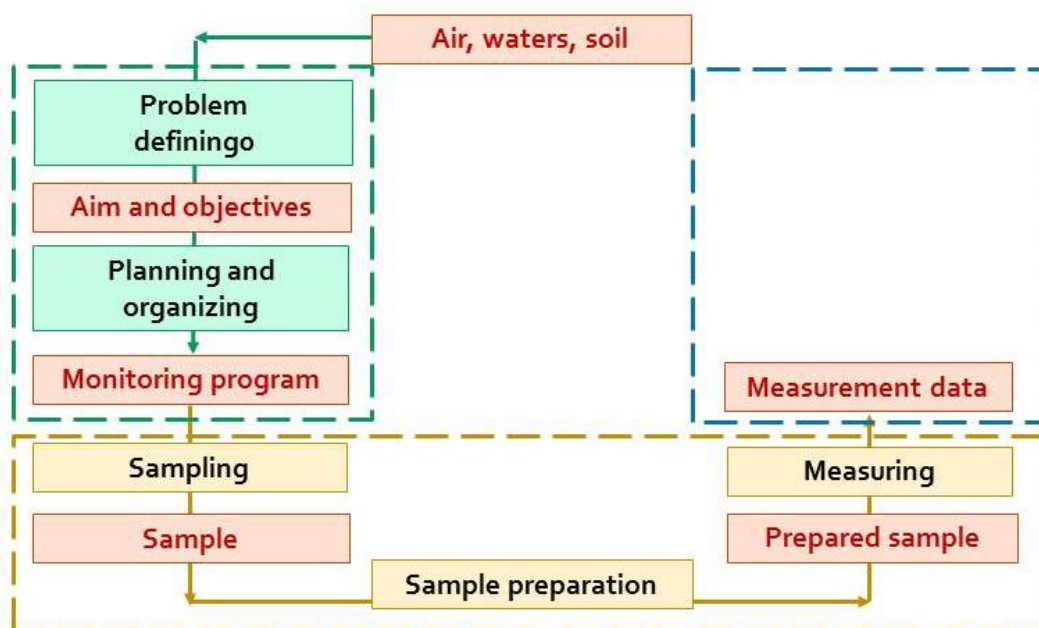 Air, waters, soil
Problem
definingo
Aim and objectives
Planning and
organizing
Monitoring program
Sampling
Sample
Sample preparation
Prepared sample
Measuring
Measurement data